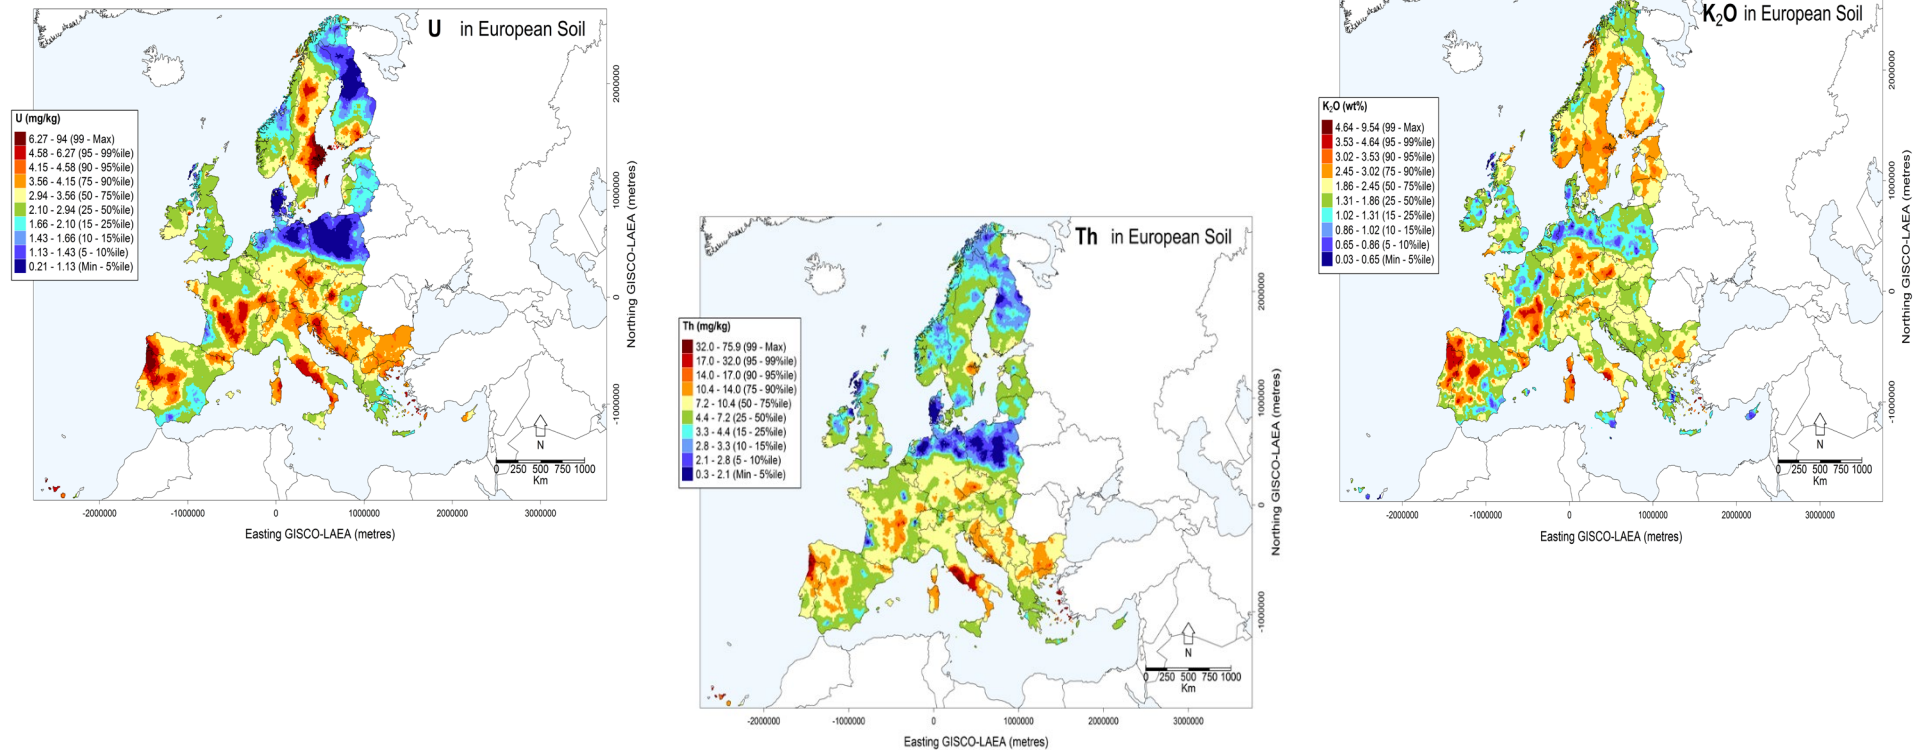 U in European Soil
U (mg/kg)
6.27 - 94 (99 - Max)
4.58 - 6.27 (95 - 99%ile)
4.15 - 4.58 (90 - 95%ile)
3.56 - 4.15 (75 - 90%ile)
2.94 - 3.56 (50 - 75%ile)
2.10 - 2.94 (25 - 50%ile)
1.66 - 2.10 (15 - 25%ile)
1.43 - 1.66 (10 - 15%ile)
1.13 - 1.43 (5 - 10%ile)
0.21 - 1.13 (Min - 5%ile)
2000000
1000000
0
-1000000
Northing GISCO-LAEA (metres)
N
0 250 500 750 1000
Km
-2000000 -1000000 0 1000000 2000000 3000000
Easting GISCO-LAEA (metres)
Th in European Soil
Th (mg/kg)
32.0 - 75.9 (99 - Max)
17.0 - 32.0 (95 - 99%ile)
14.0 - 17.0 (90 - 95%ile)
10.4 - 14.0 (75 - 90%ile)
7.2 - 10.4 (50 - 75%ile)
4.4 - 7.2 (25 - 50%ile)
3.3 - 4.4 (15 - 25%ile)
2.8 - 3.3 (10 - 15%ile)
2.1 - 2.8 (5 - 10%ile)
0.3 - 2.1 (Min - 5%ile)
2000000
1000000
0
-1000000
Northing GISCO-LAEA (metres)
N
0 250 500 750 1000
Km
-2000000 -1000000 0 1000000 2000000 3000000
Easting GISCO-LAEA (metres)
K₂O in European Soil
K₂O (wt%)
4.64 - 9.54 (99 - Max)
3.53 - 4.64 (95 - 99%ile)
3.02 - 3.53 (90 - 95%ile)
2.45 - 3.02 (75 - 90%ile)
1.86 - 2.45 (50 - 75%ile)
1.31 - 1.86 (25 - 50%ile)
1.02 - 1.31 (15 - 25%ile)
0.86 - 1.02 (10 - 15%ile)
0.65 - 0.86 (5 - 10%ile)
0.03 - 0.65 (Min - 5%ile)
2000000
1000000
0
-1000000
Northing GISCO-LAEA (metres)
N
0 250 500 750 1000
Km
-2000000 -1000000 0 1000000 2000000 3000000
Easting GISCO-LAEA (metres)